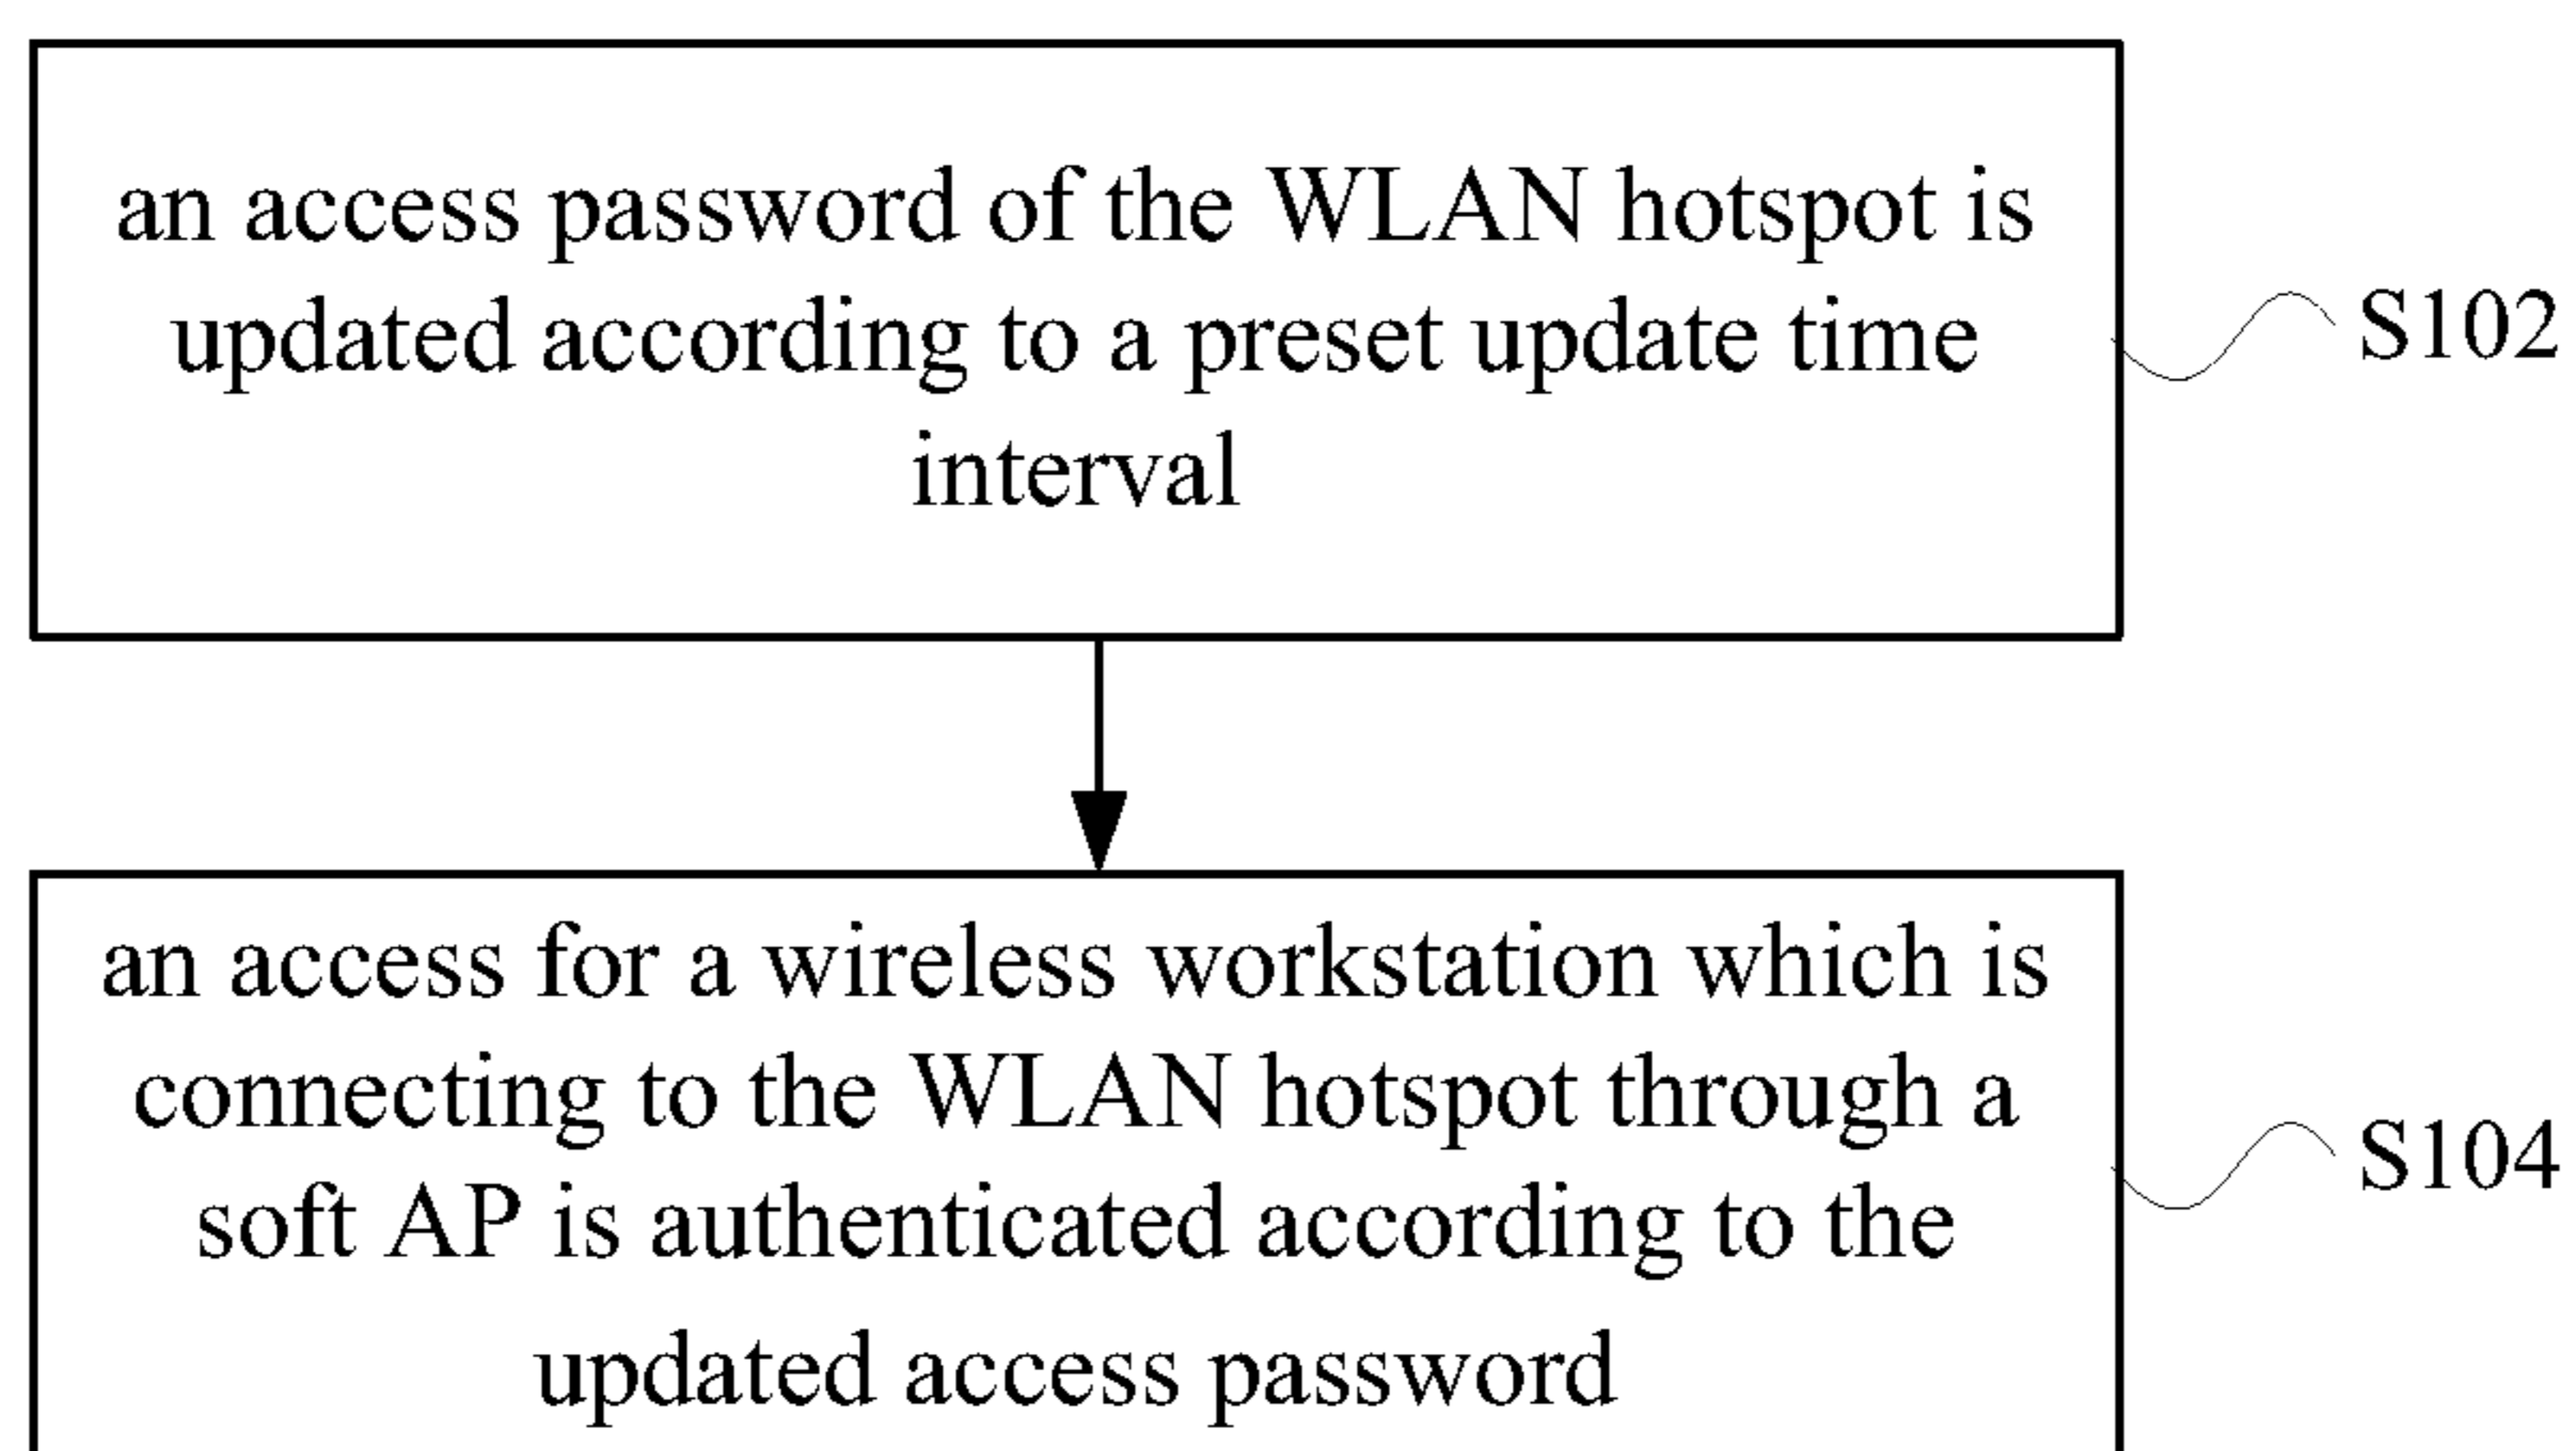 an access password of the WLAN hotspot is
updated according to a preset update time
interval
S102
an access for a wireless workstation which is
connecting to the WLAN hotspot through a
soft AP is authenticated according to the
updated access password
S104